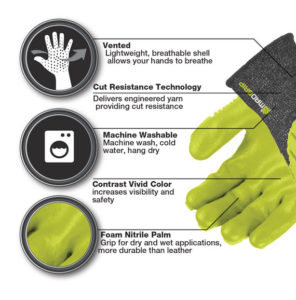 Vented
Lightweight, breathable shell
allows your hands to breathe
Cut Resistance Technology
Delivers engineered yarn
providing cut resistance
Machine Washable
Machine wash, cold
water, hang dry
Contrast Vivid Color
increases visibility and
safety
Foam Nitrile Palm
Grip for dry and wet applications,
more durable than leather